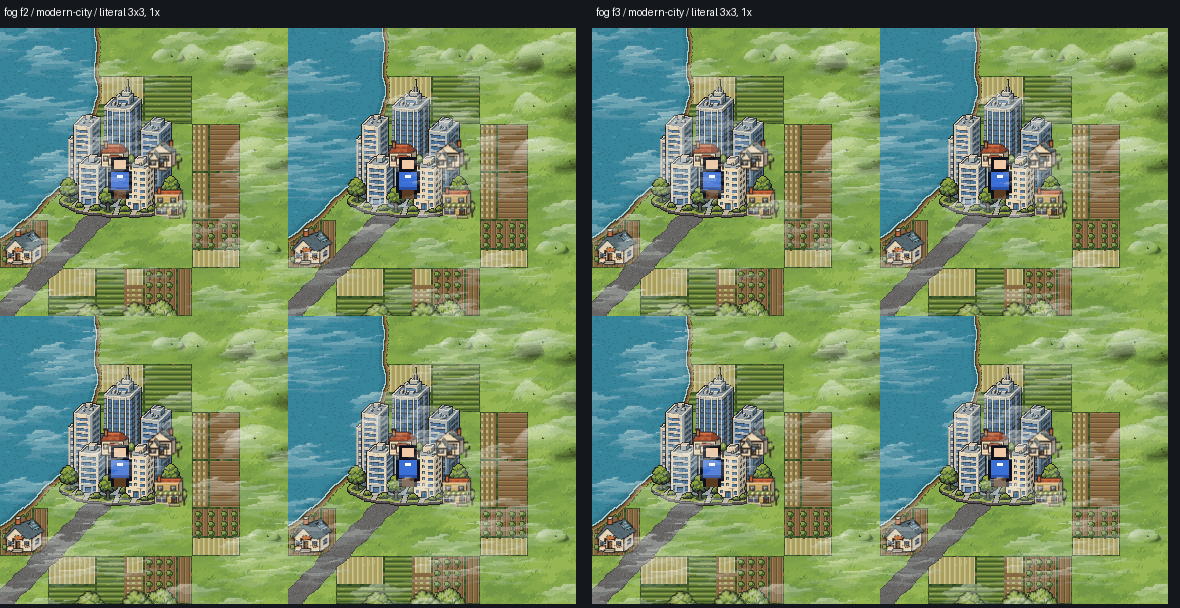 fog f2 / modern-city / literal 3x3, 1x
fog f3 / modern-city / literal 3x3, 1x